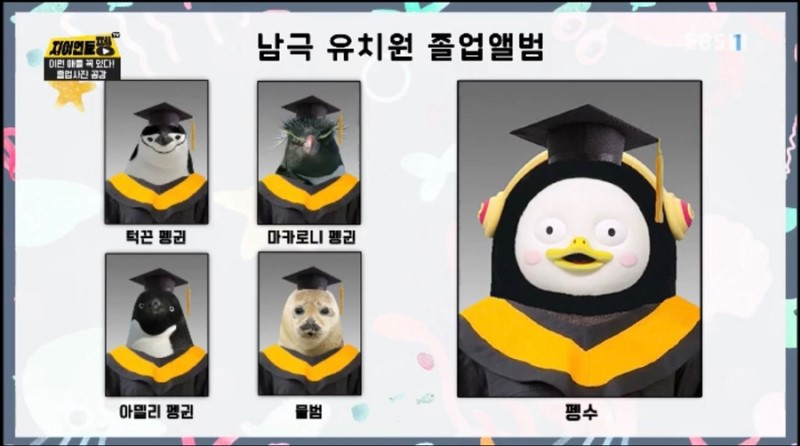 자이언트 펭 TV
이런 애들 꼭 있다!
졸업사진 공감
남극 유치원 졸업앨범
EBS 1
턱끈 펭귄
마카로니 펭귄
아델리 펭귄
물범
펭수